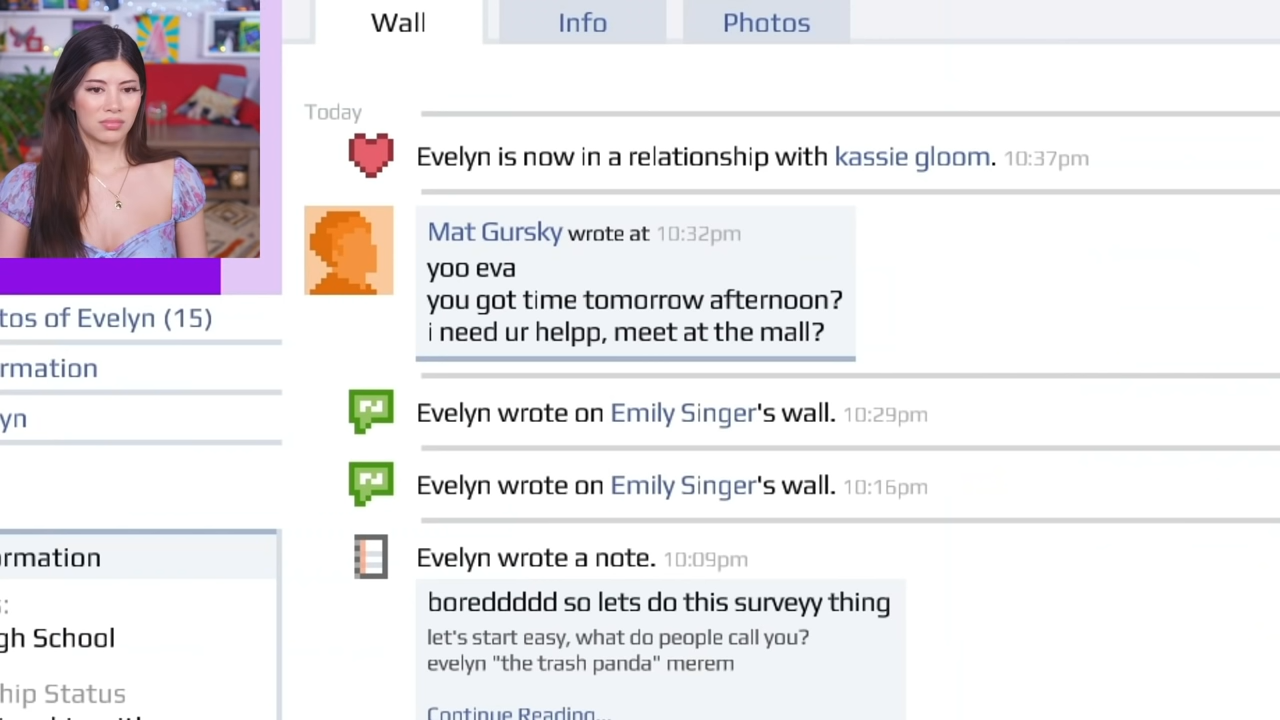 Wall
Info
Photos
Today
Evelyn is now in a relationship with kassie gloom. 10:37pm
Mat Gursky wrote at 10:32pm
yoo eva
you got time tomorrow afternoon?
i need ur helpp, meet at the mall?
Evelyn wrote on Emily Singer's wall. 10:29pm
Evelyn wrote on Emily Singer's wall. 10:16pm
Evelyn wrote a note. 10:09pm
boreddddd so lets do this surveyy thing
let's start easy, what do people call you?
evelyn "the trash panda" merem
Continue Reading...
tos of Evelyn (15)
rmation
yn
ormation
s:
gh School
hip Status